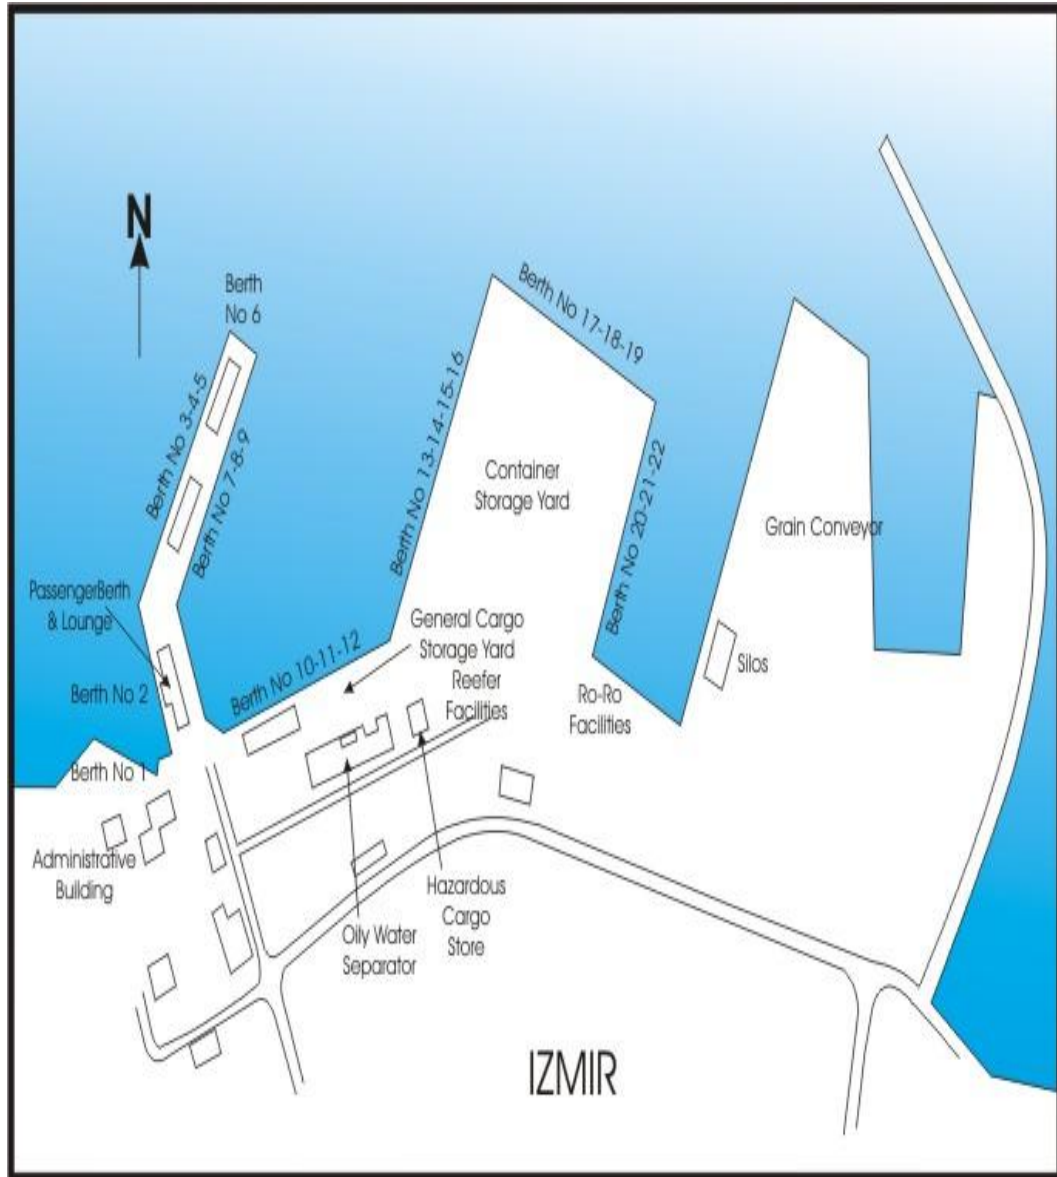 N
Berth
No 6
Berth No 3-4-5
Berth No 7-8-9
Berth No 13-14-15-16
Berth No 17-18-19
Container
Storage Yard
Berth No 20-21-22
Grain Conveyor
PassengerBerth
& Lounge
General Cargo
Storage Yard
Reefer
Facilities
Berth No 10-11-12
Berth No 2
Silos
Ro-Ro
Facilities
Berth No 1
Administrative
Building
Hazardous
Cargo
Store
Oily Water
Separator
IZMIR